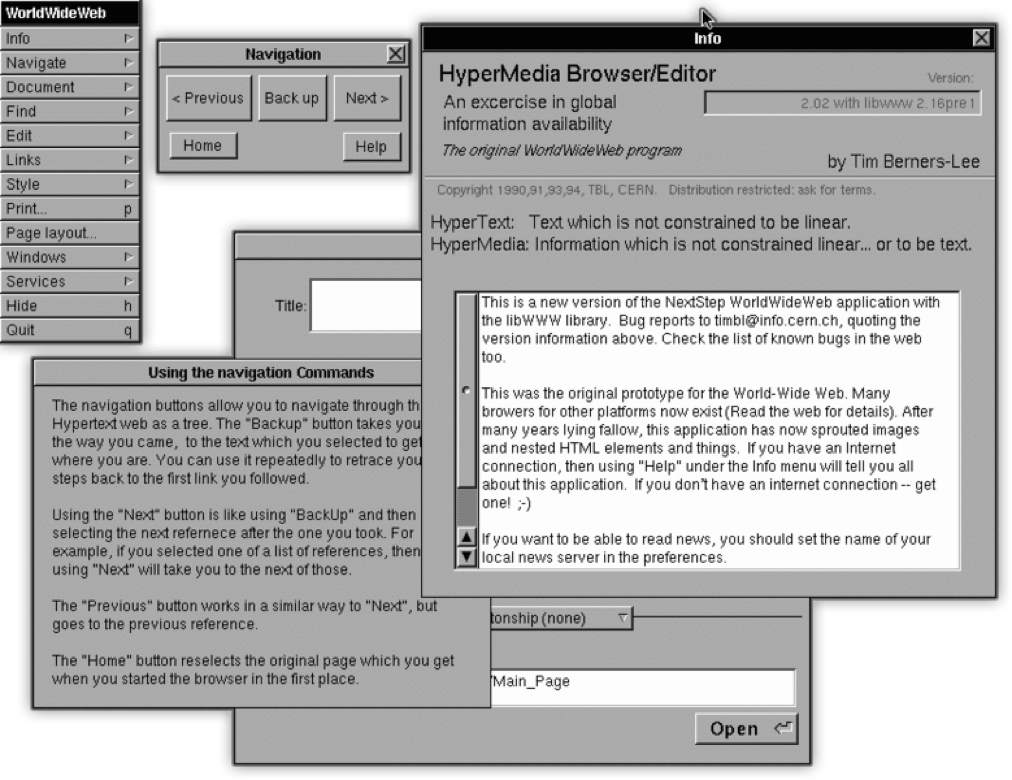 WorldWideWeb
Info
Navigate
Document
Find
Edit
Links
Style
Print... p
Page layout...
Windows
Services
Hide h
Quit q
Navigation
< Previous
Back up
Next >
Home
Help
Info
HyperMedia Browser/Editor
Version:
An excercise in global
information availability
2.02 with libwww 2.16pre1
The original WorldWideWeb program
by Tim Berners-Lee
Copyright 1990,91,93,94, TBL, CERN. Distribution restricted: ask for terms.
HyperText: Text which is not constrained to be linear.
HyperMedia: Information which is not constrained linear... or to be text.
This is a new version of the NextStep WorldWideWeb application with
the libWWW library. Bug reports to timbl@info.cern.ch, quoting the
version information above. Check the list of known bugs in the web
too.
This was the original prototype for the World-Wide Web. Many
browers for other platforms now exist (Read the web for details). After
many years lying fallow, this application has now sprouted images
and nested HTML elements and things. If you have an Internet
connection, then using "Help" under the Info menu will tell you all
about this application. If you don't have an internet connection -- get
one! ;-)
If you want to be able to read news, you should set the name of your
local news server in the preferences.
Title:
Using the navigation Commands
The navigation buttons allow you to navigate through th
Hypertext web as a tree. The "Backup" button takes you
the way you came, to the text which you selected to get
where you are. You can use it repeatedly to retrace you
steps back to the first link you followed.
Using the "Next" button is like using "BackUp" and then
selecting the next refernece after the one you took. For
example, if you selected one of a list of references, then
using "Next" will take you to the next of those.
The "Previous" button works in a similar way to "Next", but
goes to the previous reference.
The "Home" button reselects the original page which you get
when you started the browser in the first place.
tonship (none)
/Main_Page
Open